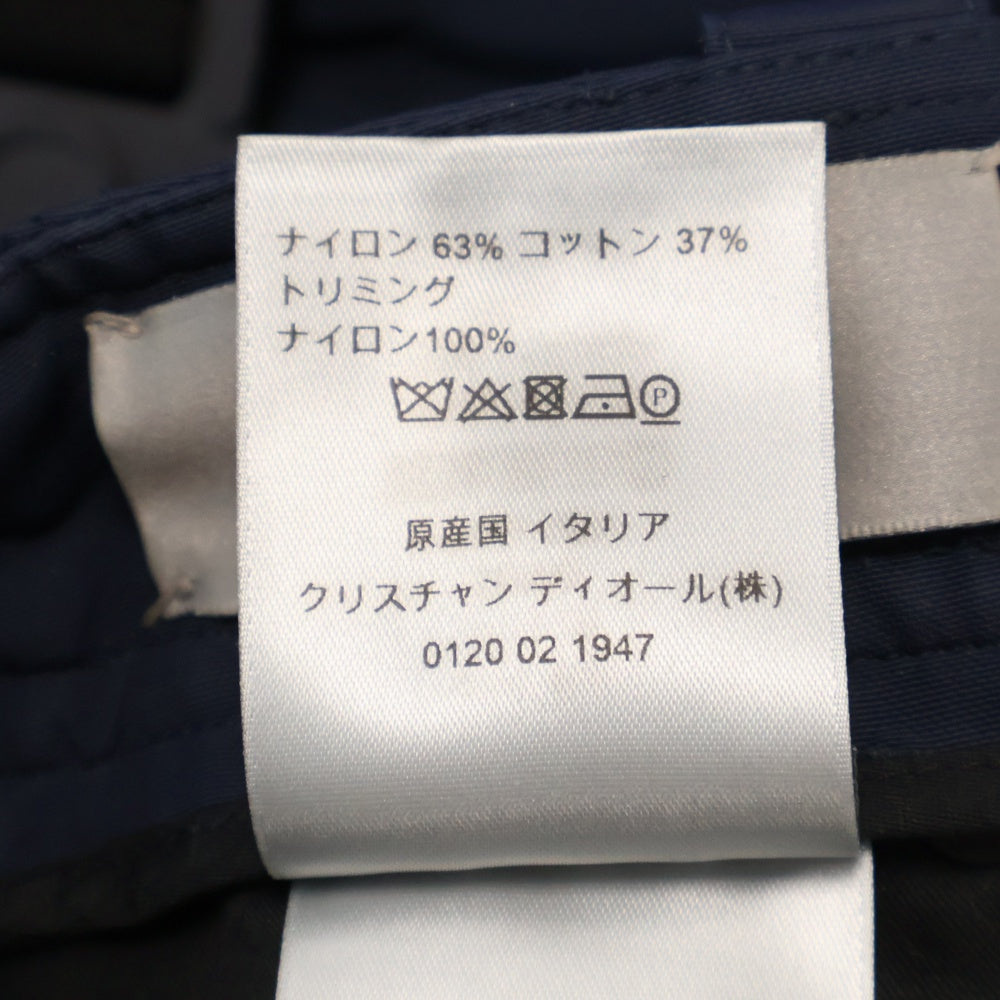 ナイロン 63% コットン 37%
トリミング
ナイロン100%
P
原産国 イタリア
クリスチャン ディオール(株)
0120 02 1947